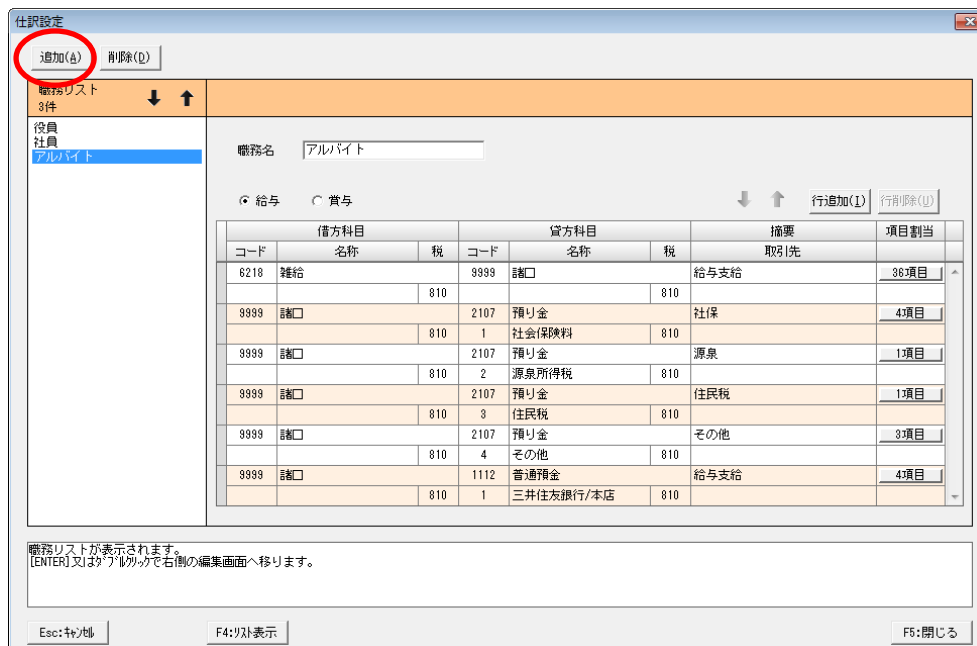 仕訳設定
追加(A) 削除(D)
職務リスト
3件
役員
社員
アルバイト
職務名 アルバイト
給与 賞与 行追加(I) 行削除(U)
借方科目 貸方科目 摘要 項目割当
コード 名称 税 コード 名称 税 取引先
6218 雑給 9999 諸口 給与支給 36項目
810 810
9999 諸口 2107 預り金 社保 4項目
810 1 社会保険料 810
9999 諸口 2107 預り金 源泉 1項目
810 2 源泉所得税 810
9999 諸口 2107 預り金 住民税 1項目
810 3 住民税 810
9999 諸口 2107 預り金 その他 3項目
810 4 その他 810
9999 諸口 1112 普通預金 給与支給 4項目
810 1 三井住友銀行/本店 810
職務リストが表示されます。
[ENTER]又はダブルクリックで右側の編集画面へ移ります。
Esc:キャンセル F4:リスト表示 F5:閉じる